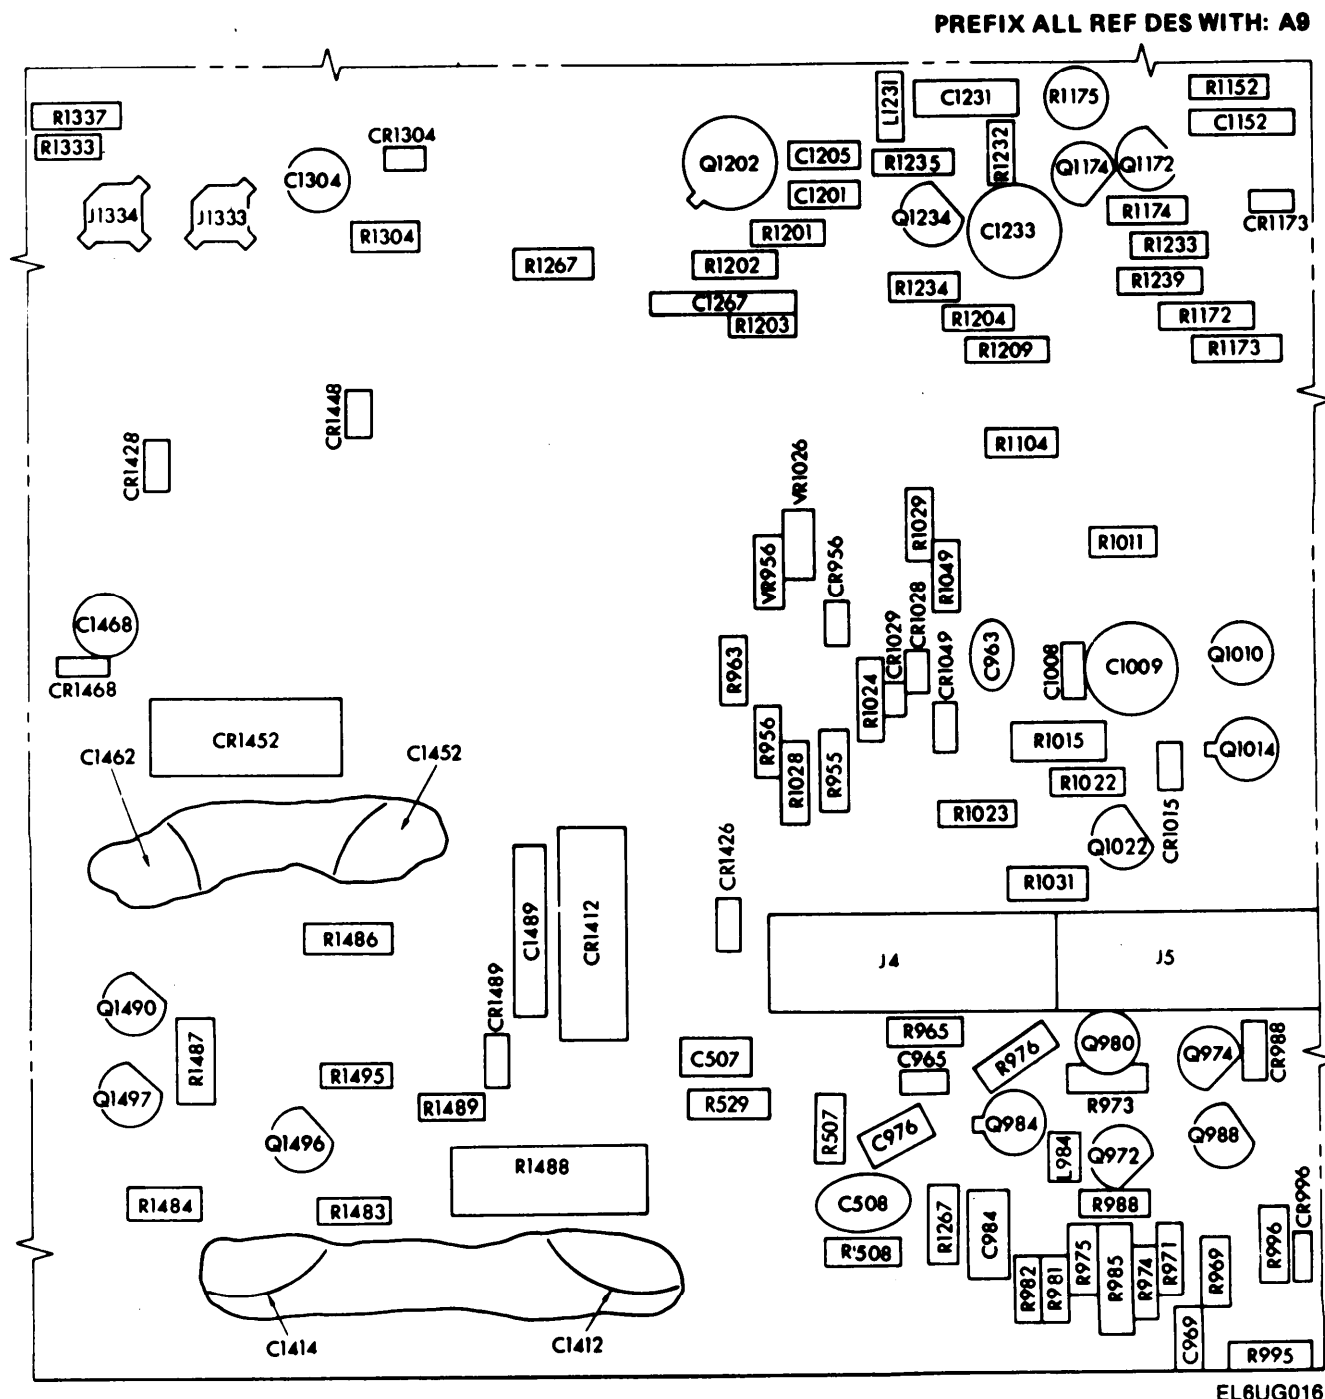 PREFIX ALL REF DES WITH: A9
R1337
R1333
CR1304
C1304
J1334
J1333
R1304
R1267
Q1202
C1205
C1201
R1201
R1202
C1267
R1203
L1231
C1231
R1175
R1152
C1152
R1235
R1232
Q1174
Q1172
Q1234
C1233
R1174
CR1173
R1233
R1239
R1234
R1204
R1172
R1209
R1173
CR1448
CR1428
R1104
VR1026
VR956
CR956
R1029
R1049
R1011
C1468
CR1468
R963
CR1029
CR1028
CR1049
R1024
C963
C1008
C1009
Q1010
CR1452
C1462
C1452
R956
R1028
R955
R1015
Q1014
R1022
CR1015
R1023
Q1022
CR1426
R1031
C1489
CR1412
R1486
J4
J5
Q1490
R1487
CR1489
Q1497
R1495
R1489
C507
R529
R965
C965
R976
Q980
Q974
CR988
R973
Q1496
R507
C976
Q984
L984
Q972
Q988
R1488
R1484
R1483
C508
R'508
R1267
C984
R988
CR996
R996
R982
R981
R975
R985
R974
R971
R969
C969
R995
C1414
C1412
EL6UG016